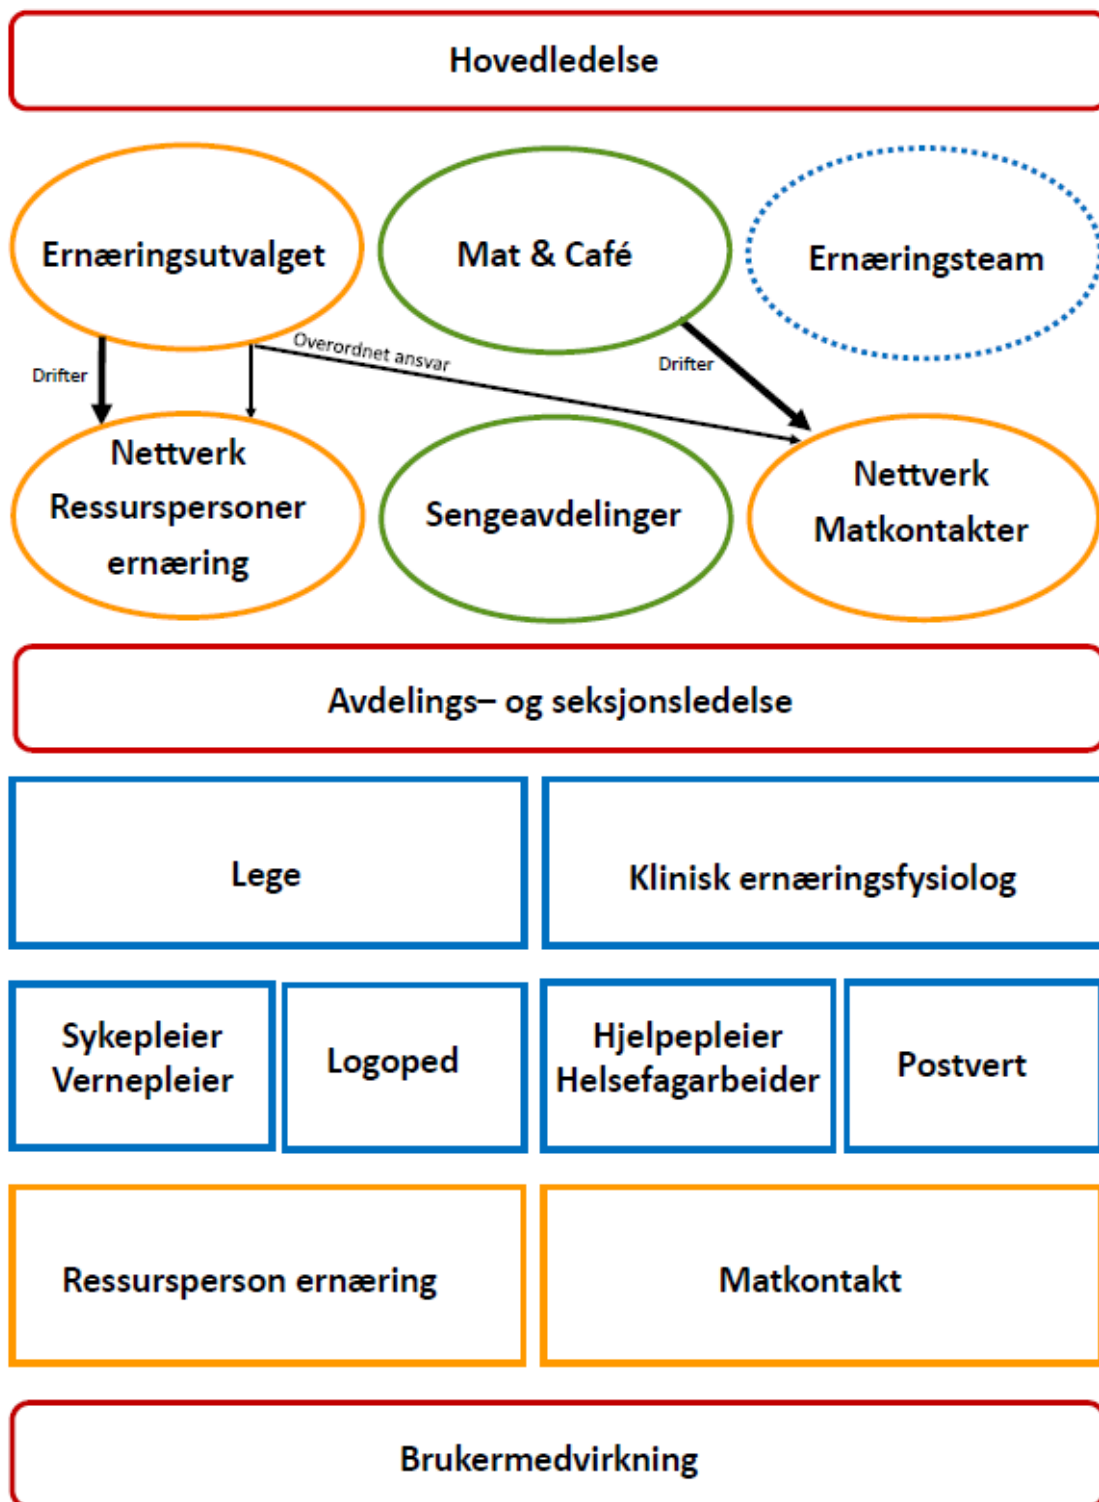 Hovedledelse
Ernæringsutvalget
Mat & Café
Ernæringsteam
Drifter
Overordnet ansvar
Drifter
Nettverk
Ressurspersoner
ernæring
Sengeavdelinger
Nettverk
Matkontakter
Avdelings– og seksjonsledelse
Lege
Klinisk ernæringsfysiolog
Sykepleier
Vernepleier
Logoped
Hjelpepleier
Helsefagarbeider
Postvert
Ressursperson ernæring
Matkontakt
Brukermedvirkning